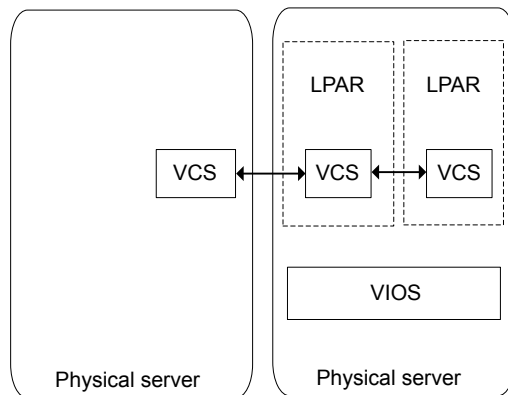 LPAR
LPAR
VCS
VCS
VCS
VIOS
Physical server
Physical server